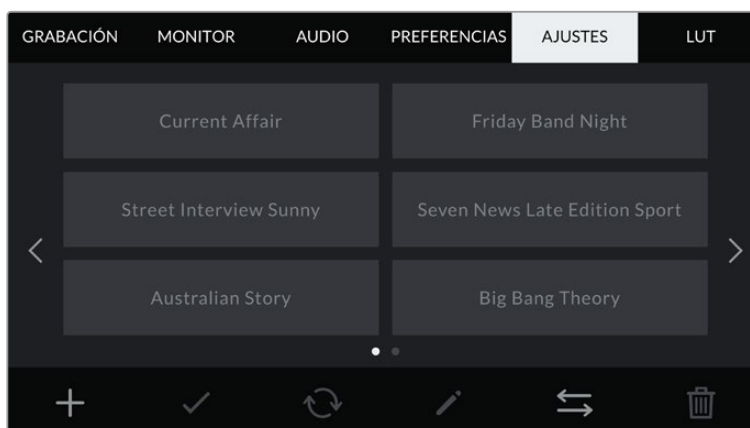 GRABACIÓN MONITOR AUDIO PREFERENCIAS AJUSTES LUT
Current Affair Friday Band Night
Street Interview Sunny Seven News Late Edition Sport
Australian Story Big Bang Theory